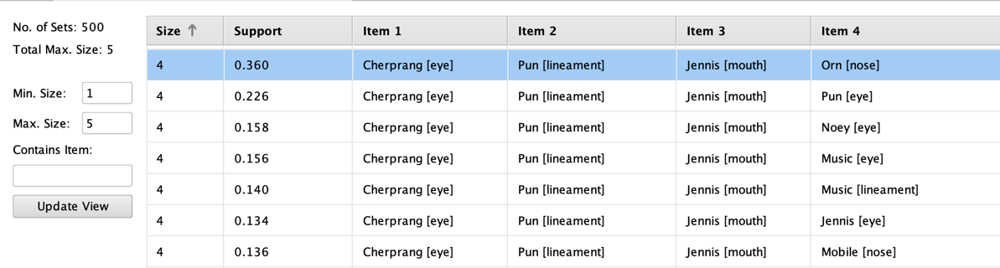 No. of Sets: 500
Total Max. Size: 5
Min. Size: 1
Max. Size: 5
Contains Item:
Update View
Size ↑ Support Item 1 Item 2 Item 3 Item 4
4 0.360 Cherprang [eye] Pun [lineament] Jennis [mouth] Orn [nose]
4 0.226 Cherprang [eye] Pun [lineament] Jennis [mouth] Pun [eye]
4 0.158 Cherprang [eye] Pun [lineament] Jennis [mouth] Noey [eye]
4 0.156 Cherprang [eye] Pun [lineament] Jennis [mouth] Music [eye]
4 0.140 Cherprang [eye] Pun [lineament] Jennis [mouth] Music [lineament]
4 0.134 Cherprang [eye] Pun [lineament] Jennis [mouth] Jennis [eye]
4 0.136 Cherprang [eye] Pun [lineament] Jennis [mouth] Mobile [nose]